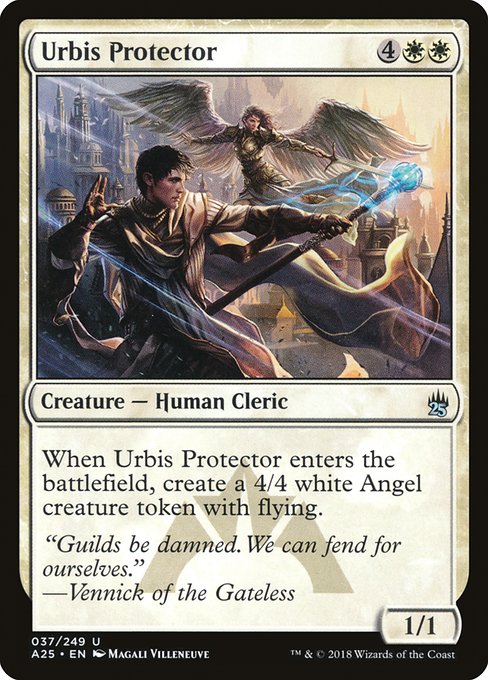 Urbis Protector 4
Creature — Human Cleric
25
When Urbis Protector enters the
battlefield, create a 4/4 white Angel
creature token with flying.
“Guilds be damned. We can fend for
ourselves.”
—Vennick of the Gateless
1/1
037/249 U
A25 • EN Magali Villeneuve
™ & © 2018 Wizards of the Coast